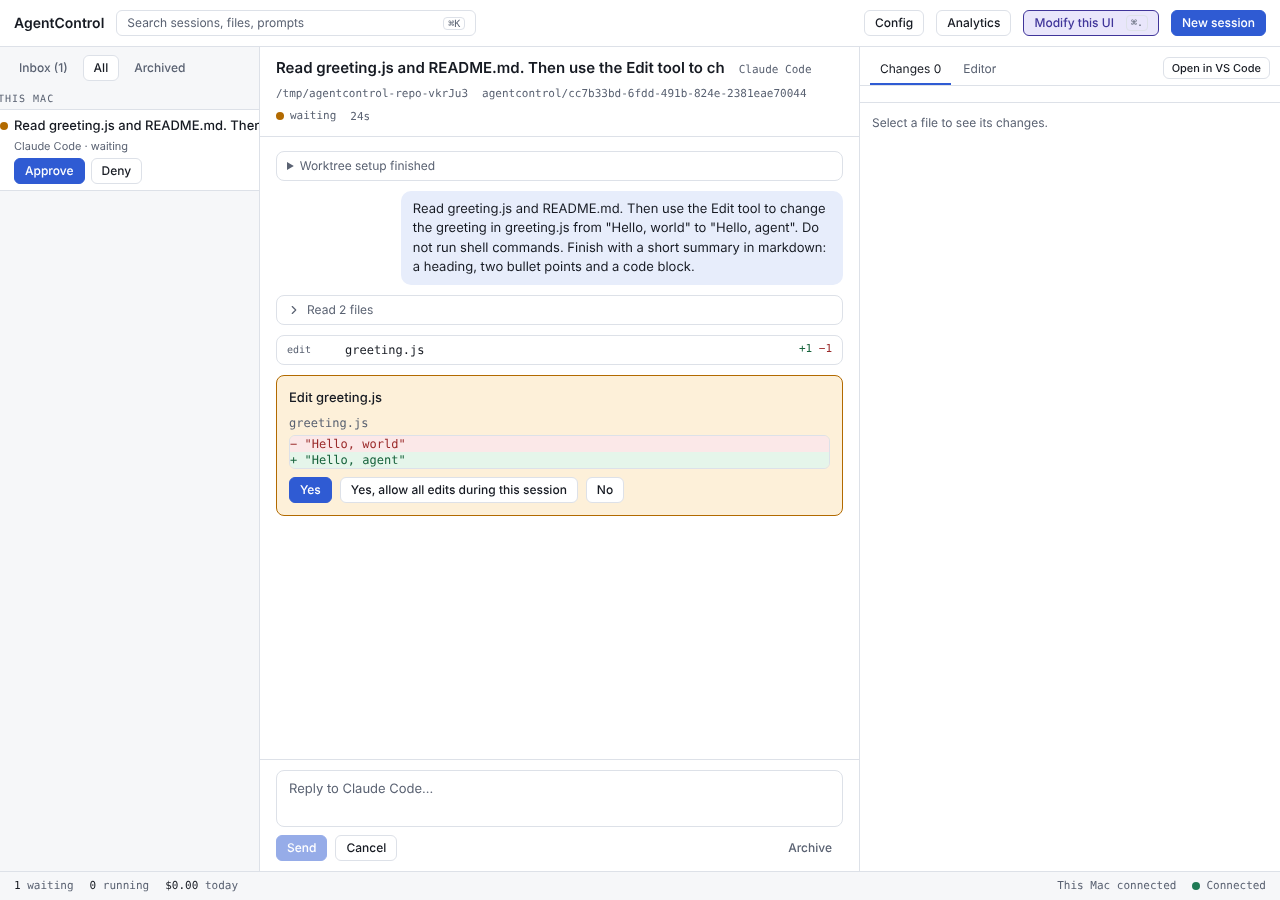 AgentControl
Search sessions, files, prompts ⌘K
Config
Analytics
Modify this UI ⌘.
New session
Inbox (1) All Archived
THIS MAC
Read greeting.js and README.md. Ther
Claude Code · waiting
Approve Deny
Read greeting.js and README.md. Then use the Edit tool to ch Claude Code
/tmp/agentcontrol-repo-vkrJu3 agentcontrol/cc7b33bd-6fdd-491b-824e-2381eae70044
waiting 24s
Worktree setup finished
Read greeting.js and README.md. Then use the Edit tool to change
the greeting in greeting.js from "Hello, world" to "Hello, agent". Do
not run shell commands. Finish with a short summary in markdown:
a heading, two bullet points and a code block.
Read 2 files
edit greeting.js +1 −1
Edit greeting.js
greeting.js
− "Hello, world"
+ "Hello, agent"
Yes Yes, allow all edits during this session No
Reply to Claude Code...
Send Cancel Archive
Changes 0 Editor Open in VS Code
Select a file to see its changes.
1 waiting 0 running $0.00 today This Mac connected Connected